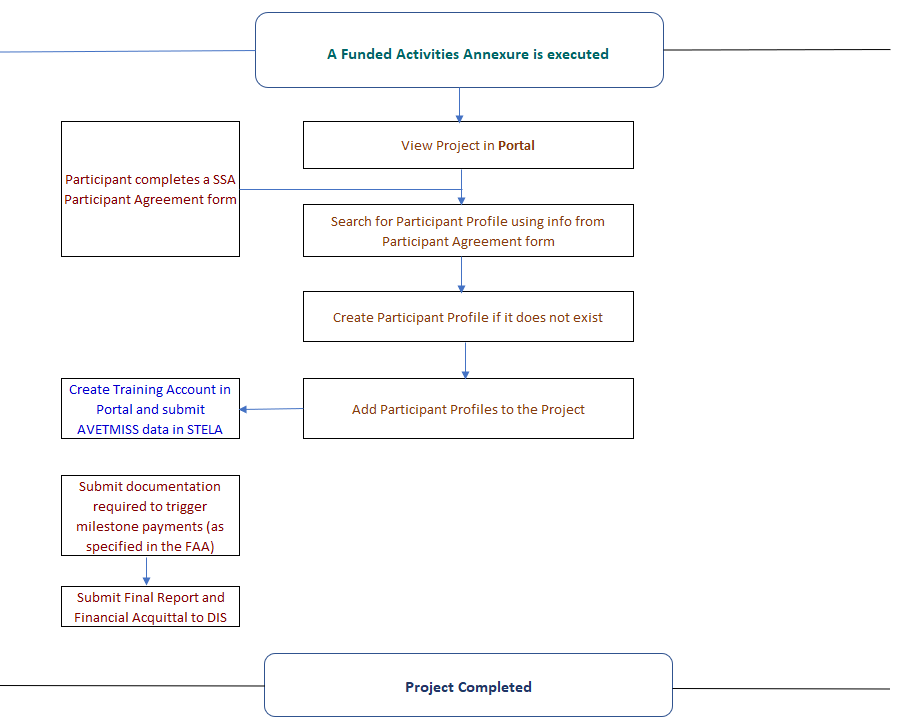 A Funded Activities Annexure is executed
View Project in Portal
Participant completes a SSA
Participant Agreement form
Search for Participant Profile using info from
Participant Agreement form
Create Participant Profile if it does not exist
Add Participant Profiles to the Project
Create Training Account in
Portal and submit
AVETMISS data in STELA
Submit documentation
required to trigger
milestone payments (as
specified in the FAA)
Submit Final Report and
Financial Acquittal to DIS
Project Completed